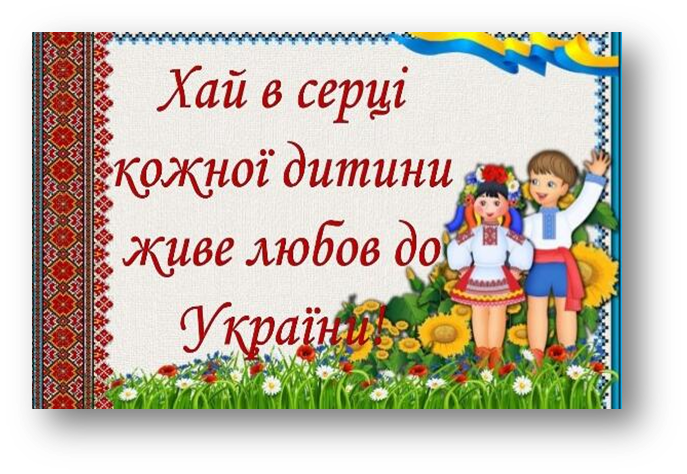 Хай в серці
кожної дитини
живе любов до
України!